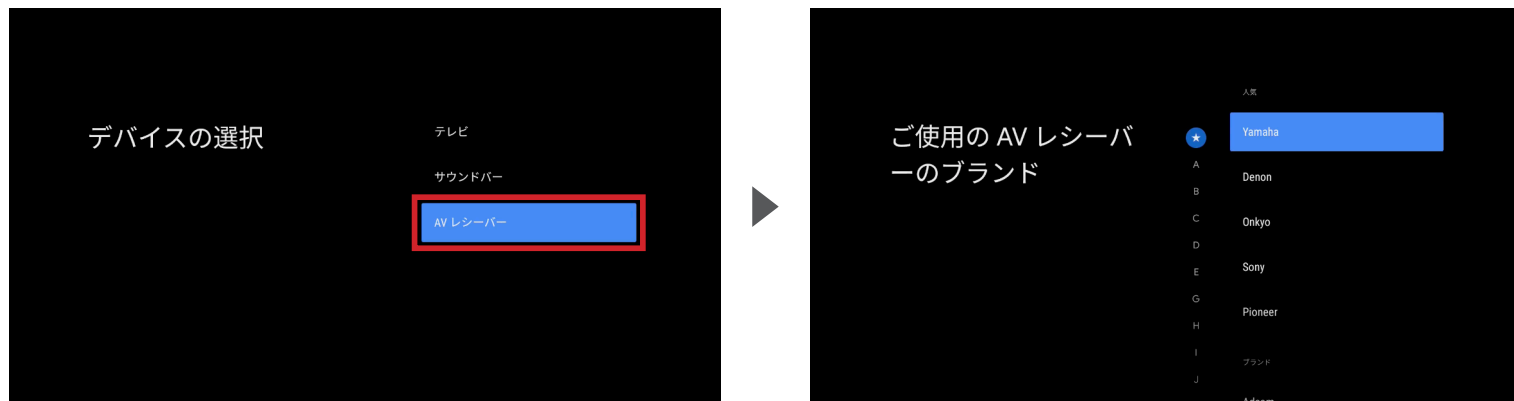 デバイスの選択
テレビ
サウンドバー
AV レシーバー
ご使用の AV レシーバ
ーのブランド
★
A
B
C
D
E
G
H
I
J
人気
Yamaha
Denon
Onkyo
Sony
Pioneer
ブランド